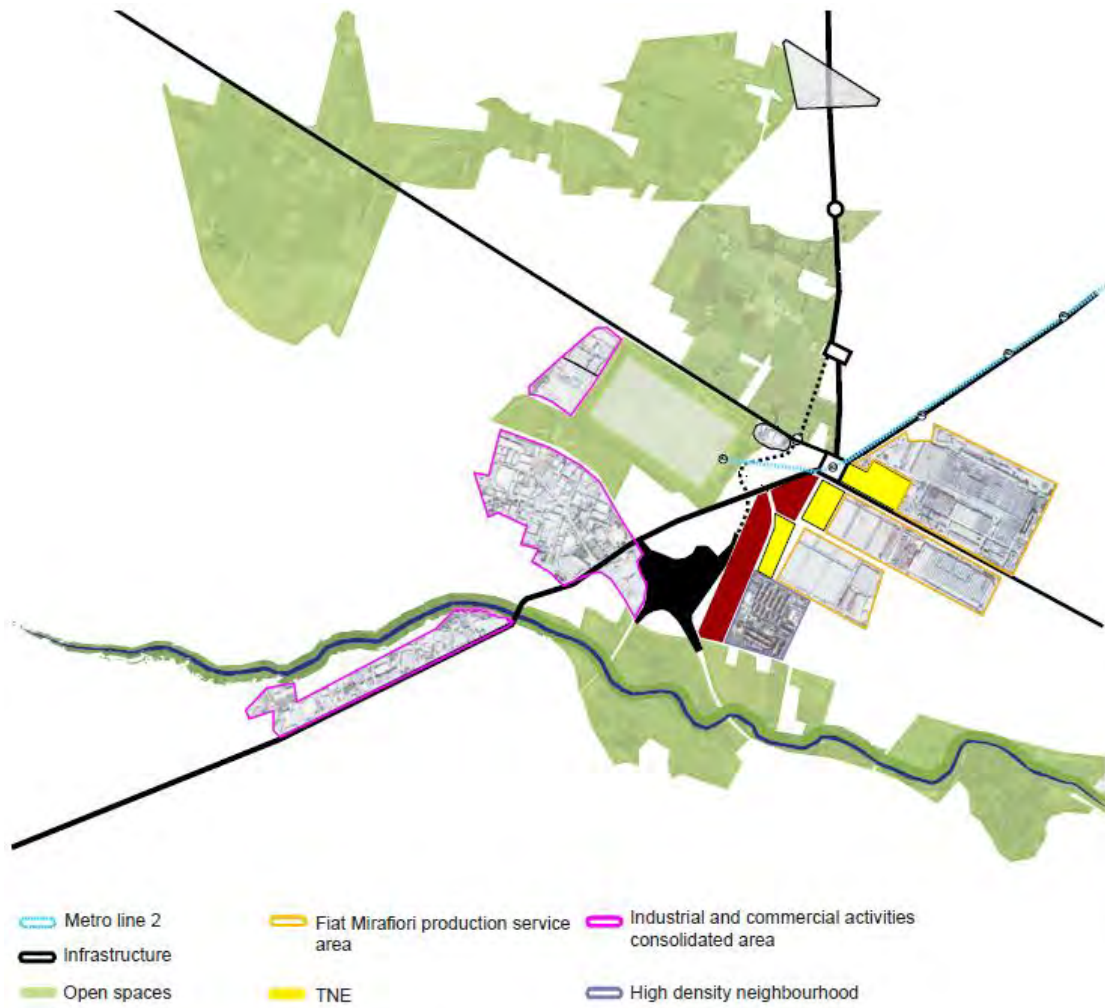 Metro line 2
Infrastructure
Open spaces
Fiat Mirafiori production service
area
TNE
Industrial and commercial activities
consolidated area
High density neighbourhood